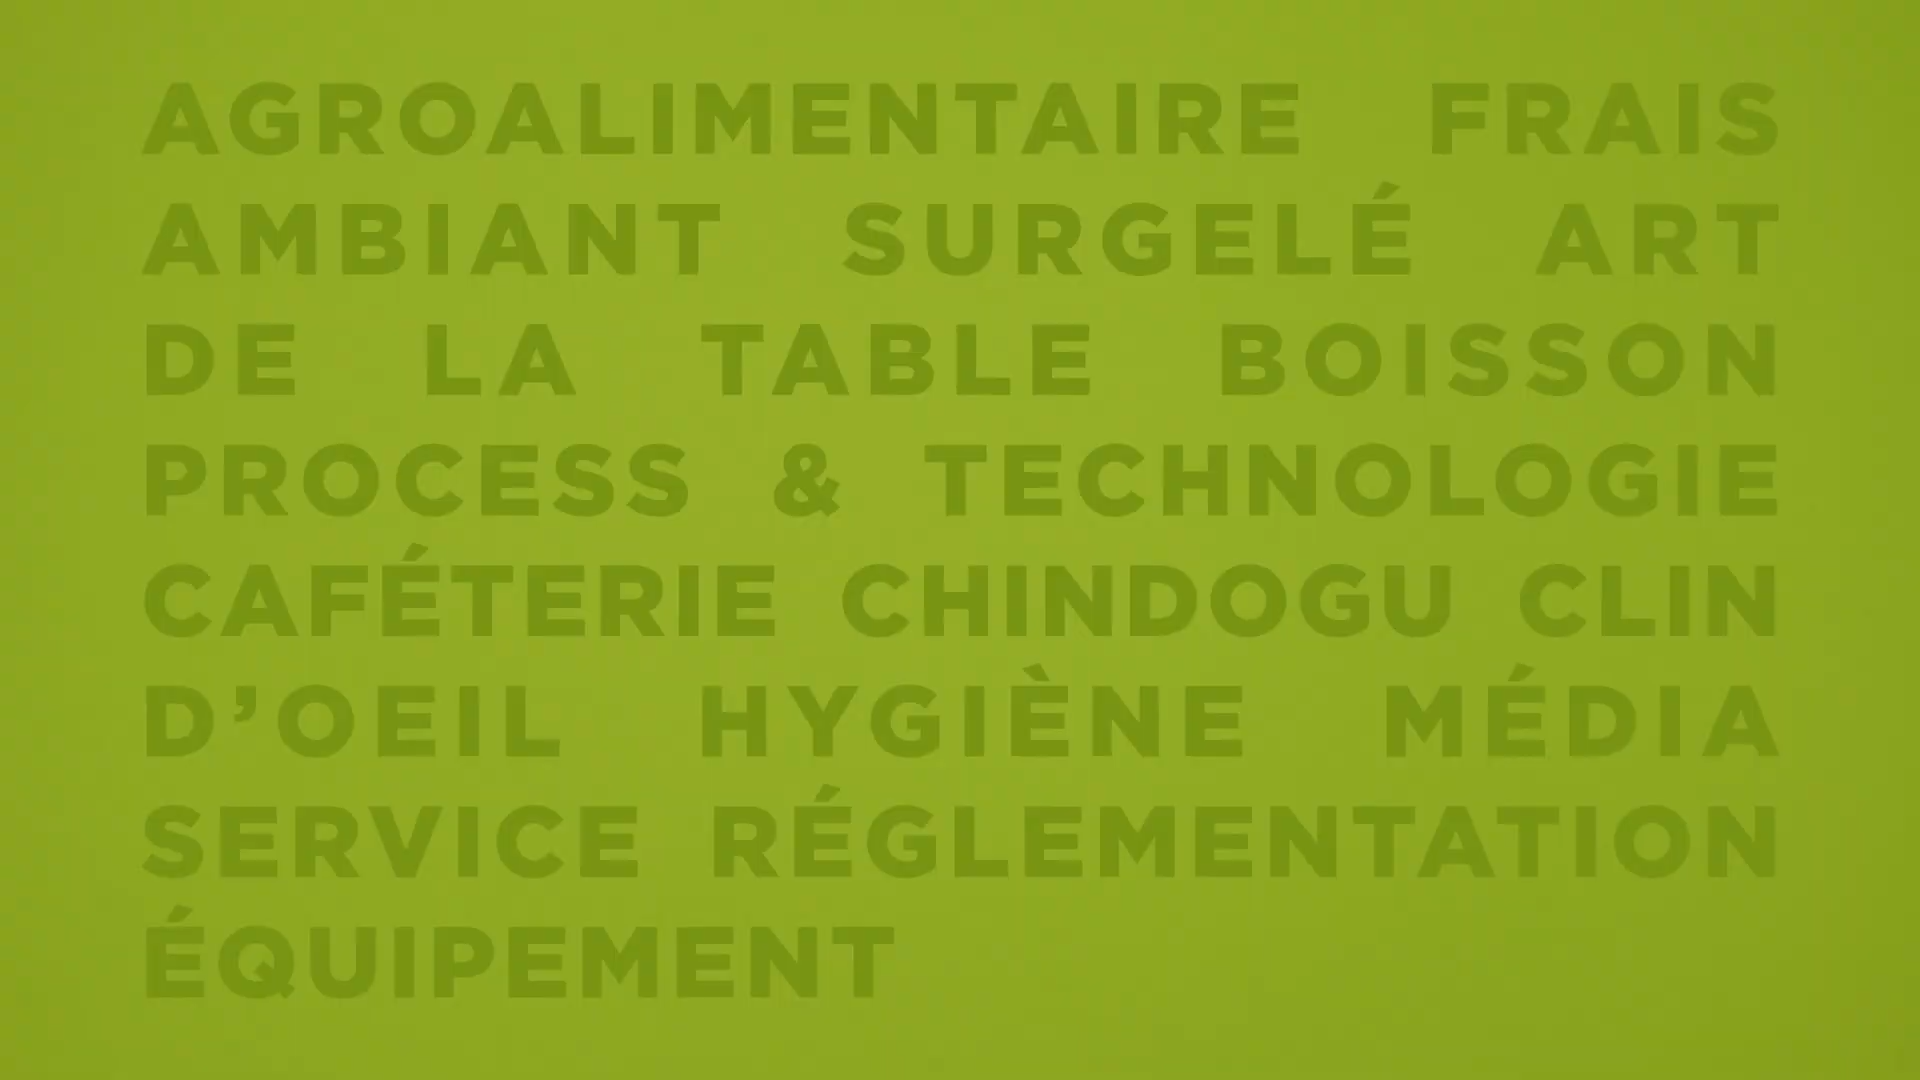 AGROALIMENTAIRE FRAIS
AMBIANT SURGELÉ ART
DE LA TABLE BOISSON
PROCESS & TECHNOLOGIE
CAFÉTERIE CHINDOGU CLIN
D’OEIL HYGIÈNE MÉDIA
SERVICE RÉGLEMENTATION
ÉQUIPEMENT